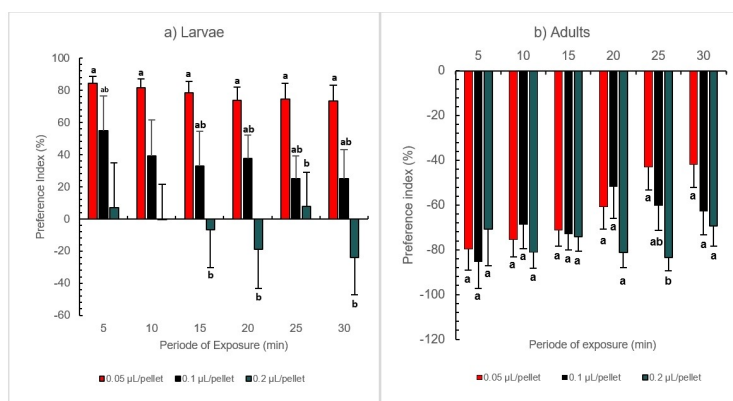 a) Larvae
Preference Index (%)
100
80
60
40
20
0
-20
-40
-60
a
a
a
a
a
a
ab
ab
ab
ab
ab
b
b
b
b
5 10 15 20 25 30
Periode of Exposure (min)
0.05 µL/pellet 0.1 µL/pellet 0.2 µL/pellet
b) Adults
5 10 15 20 25 30
Preference index (%)
0
-20
-40
-60
-80
-100
-120
a a a
a a a
a a a
a a a
a ab b
a a a
Periode of exposure (min)
0.05 µL/pellet 0.1 µL/pellet 0.2 µL/pellet